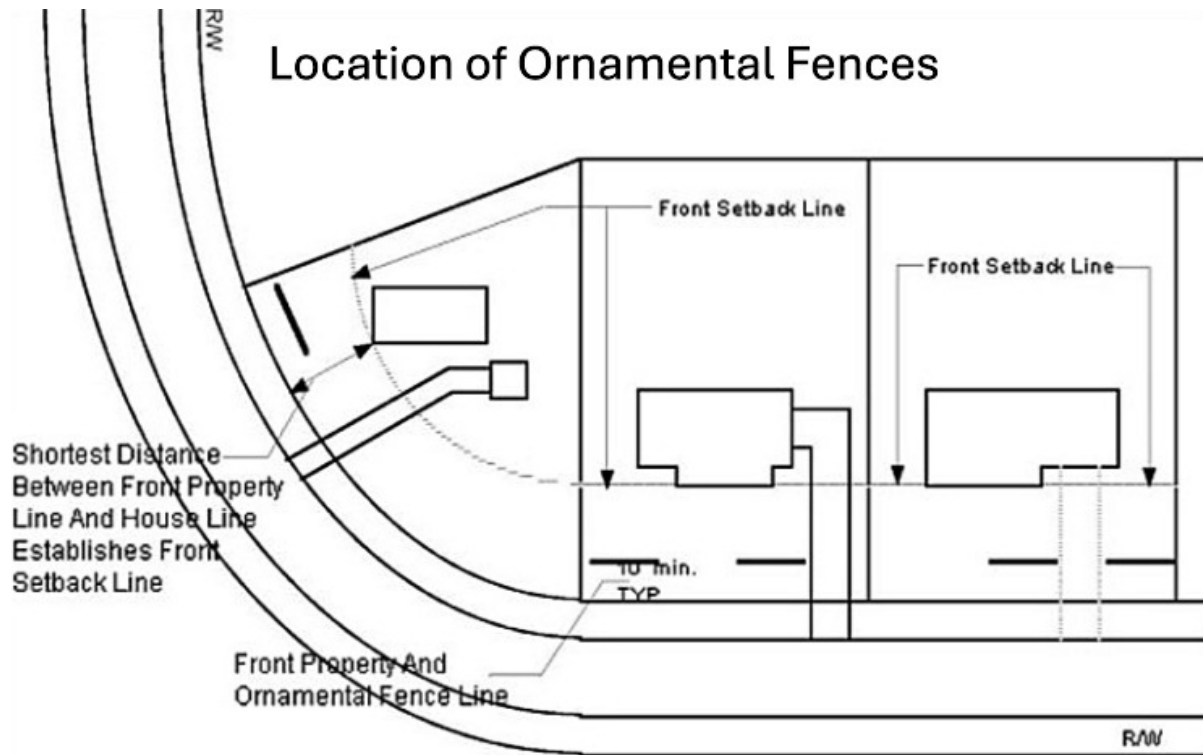 R/W
Location of Ornamental Fences
Front Setback Line
Front Setback Line
Shortest Distance
Between Front Property
Line And House Line
Establishes Front
Setback Line
10' min.
TYP
Front Property And
Ornamental Fence Line
R/W